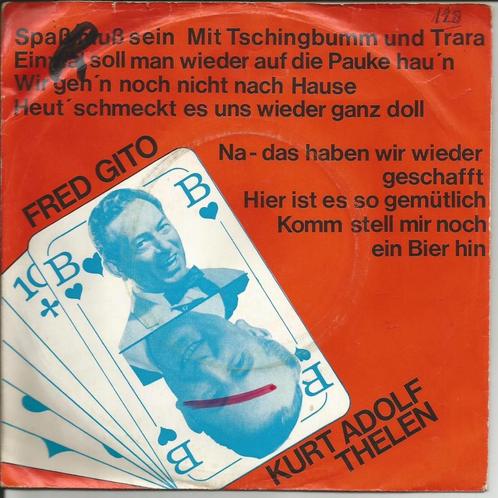 128
Spaß muß sein Mit Tschingbumm und Trara
Einmal soll man wieder auf die Pauke hau´n
Wir geh´n noch nicht nach Hause
Heut´schmeckt es uns wieder ganz doll
Na-das haben wir wieder
geschafft
Hier ist es so gemütlich
Komm stell mir noch
ein Bier hin
FRED GITO
10
B
B
B
B
KURT ADOLF
THELEN